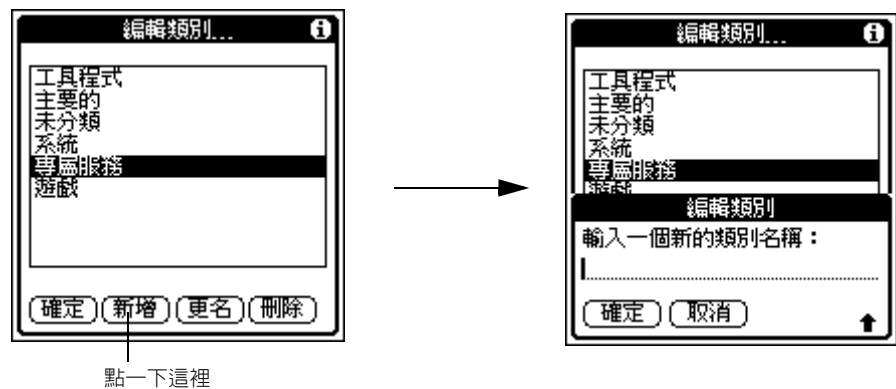 編輯類別...
工具程式
主要的
未分類
系統
專屬服務
遊戲
確定 新增 更名 刪除
點一下這裡
編輯類別...
工具程式
主要的
未分類
系統
專屬服務
遊戲
編輯類別
輸入一個新的類別名稱：
確定 取消